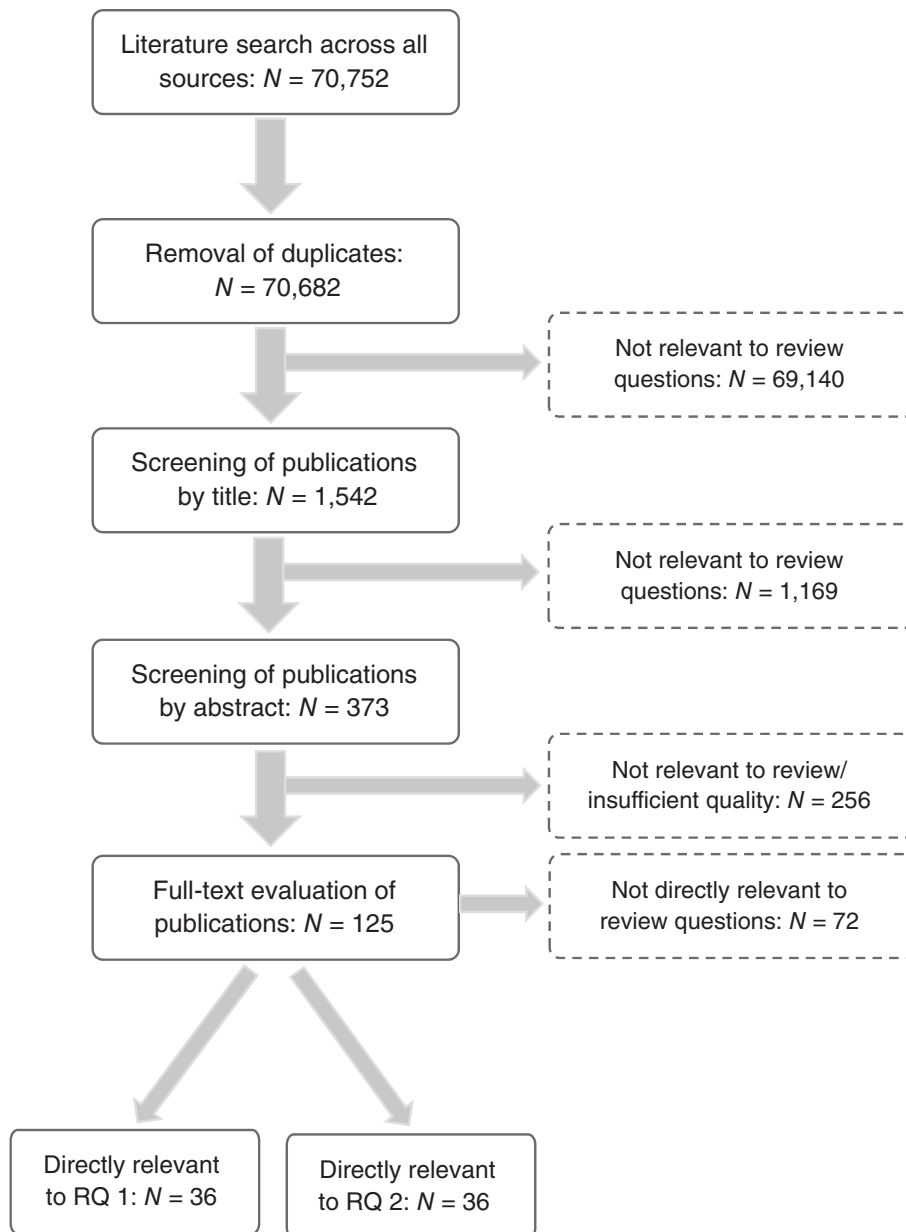 Literature search across all
sources: N = 70,752
Removal of duplicates:
N = 70,682
Not relevant to review
questions: N = 69,140
Screening of publications
by title: N = 1,542
Not relevant to review
questions: N = 1,169
Screening of publications
by abstract: N = 373
Not relevant to review/
insufficient quality: N = 256
Full-text evaluation of
publications: N = 125
Not directly relevant to
review questions: N = 72
Directly relevant
to RQ 1: N = 36
Directly relevant
to RQ 2: N = 36